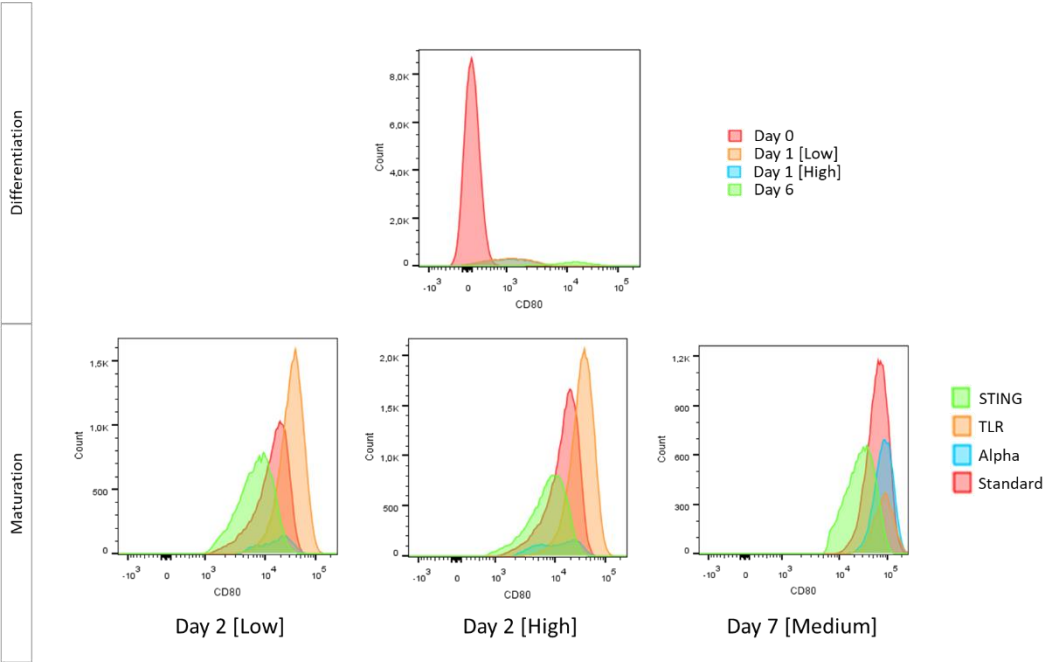 Differentiation
8,0K
6,0K
4,0K
2,0K
0
Count
-10³ 0 10³ 10⁴ 10⁵
CD80
Day 0
Day 1 [Low]
Day 1 [High]
Day 6
Maturation
1,5K
1,0K
500
0
Count
-10³ 0 10³ 10⁴ 10⁵
CD80
Day 2 [Low]
2,0K
1,5K
1,0K
500
0
Count
-10³ 0 10³ 10⁴ 10⁵
CD80
Day 2 [High]
1,2K
900
600
300
0
Count
-10³ 0 10³ 10⁴ 10⁵
CD80
Day 7 [Medium]
STING
TLR
Alpha
Standard